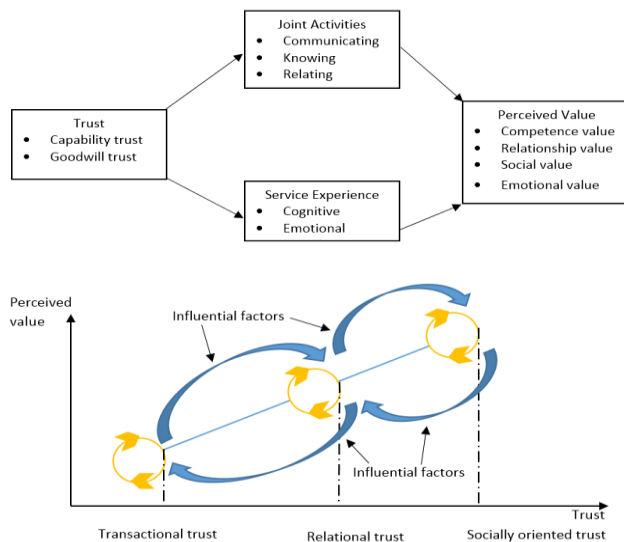 Joint Activities
• Communicating
• Knowing
• Relating
Trust
• Capability trust
• Goodwill trust
Perceived Value
• Competence value
• Relationship value
• Social value
• Emotional value
Service Experience
• Cognitive
• Emotional
Perceived
value
Influential factors
Influential factors
Trust
Transactional trust
Relational trust
Socially oriented trust